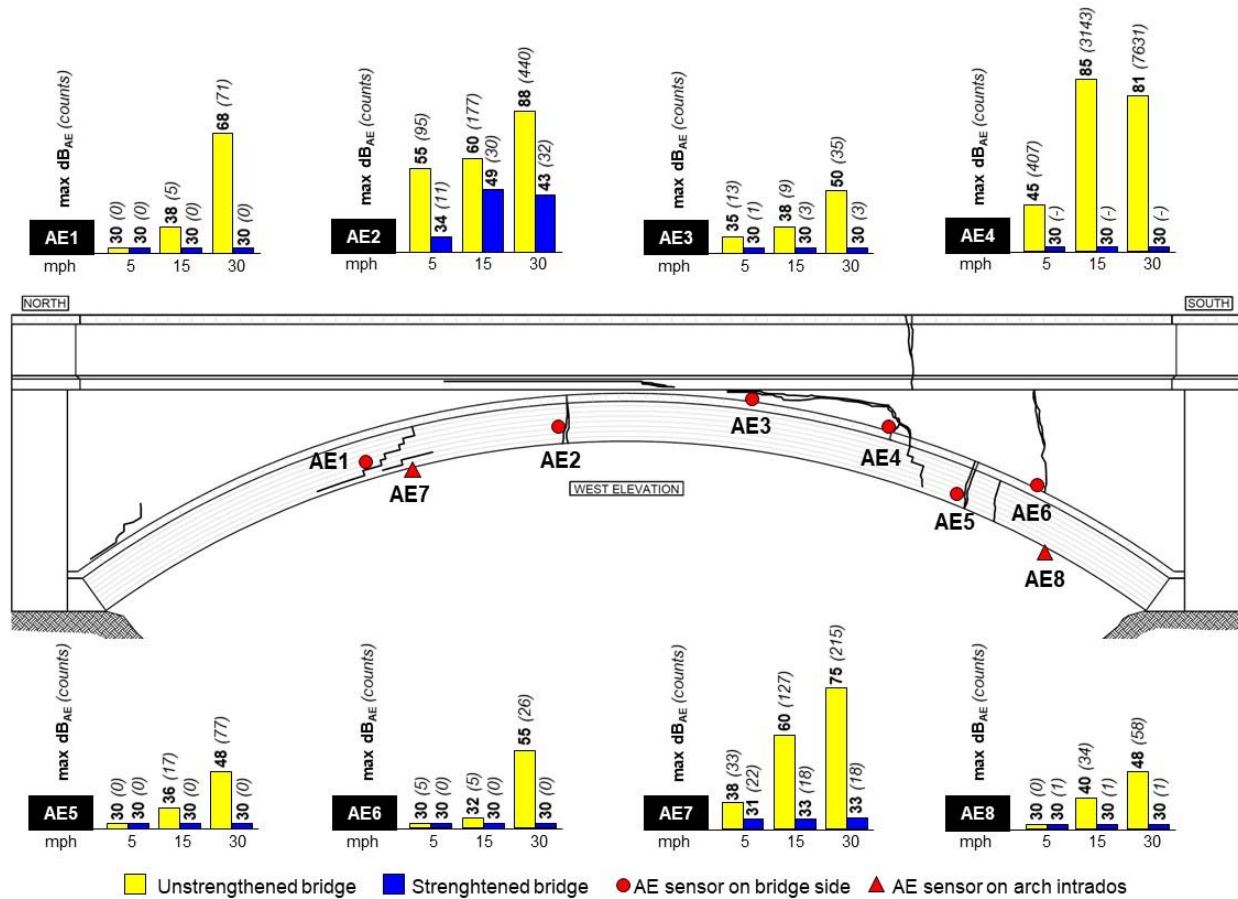 max dBAE (counts)
30 (0)
30 (0)
38 (5)
30 (0)
68 (71)
30 (0)
AE1
mph 5 15 30
max dBAE (counts)
55 (95)
34 (11)
60 (177)
49 (30)
88 (440)
43 (32)
AE2
mph 5 15 30
max dBAE (counts)
35 (13)
30 (1)
38 (9)
30 (3)
50 (35)
30 (3)
AE3
mph 5 15 30
max dBAE (counts)
45 (407)
30 (-)
85 (3143)
30 (-)
81 (7631)
30 (-)
AE4
mph 5 15 30
NORTH
SOUTH
AE1
AE7
AE2
WEST ELEVATION
AE3
AE4
AE5
AE6
AE8
max dBAE (counts)
30 (0)
30 (0)
36 (17)
30 (0)
48 (77)
30 (0)
AE5
mph 5 15 30
max dBAE (counts)
30 (5)
30 (0)
32 (5)
30 (0)
55 (26)
30 (0)
AE6
mph 5 15 30
max dBAE (counts)
38 (33)
31 (22)
60 (127)
33 (18)
75 (215)
33 (18)
AE7
mph 5 15 30
max dBAE (counts)
30 (0)
30 (1)
40 (34)
30 (1)
48 (58)
30 (1)
AE8
mph 5 15 30
Unstrengthened bridge Strenghtened bridge AE sensor on bridge side AE sensor on arch intrados